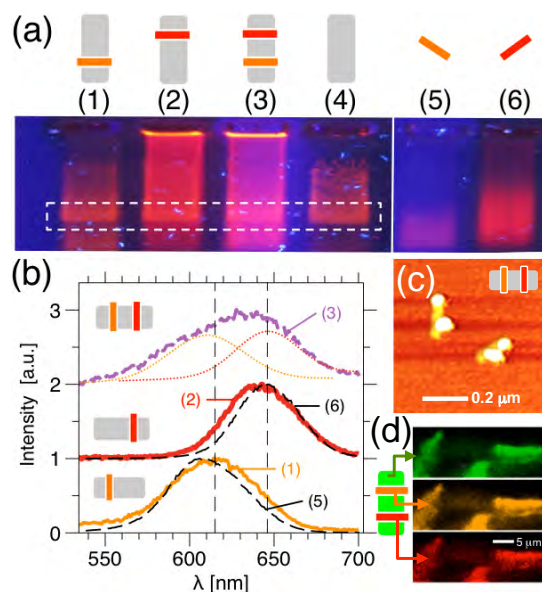 (a)
(1) (2) (3) (4) (5) (6)
(b)
3
2
1
0
Intensity [a.u.]
(3)
(2)
(6)
(1)
(5)
600 650 700
λ [nm]
(c)
0.2 μm
(d)
5 μm